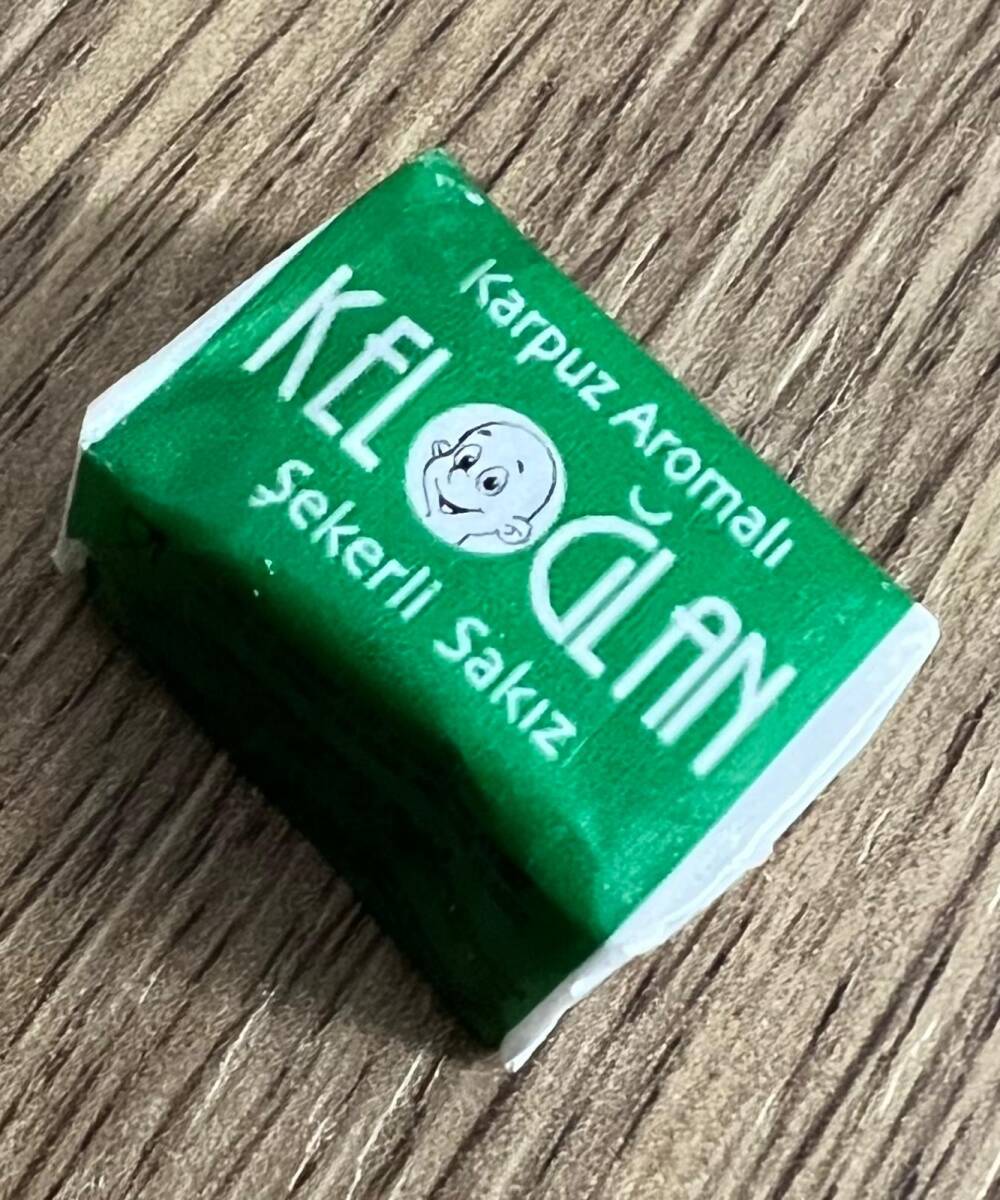 Karpuz Aromalı
KELOĞLAN
Şekerli Sakız